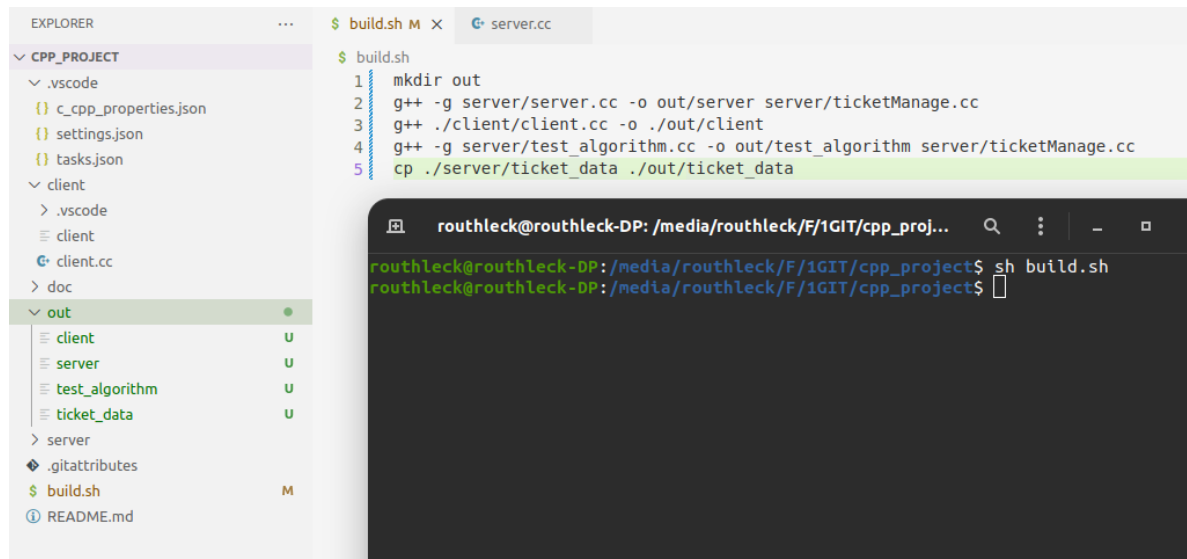 EXPLORER ...
CPP_PROJECT
.vscode
{} c_cpp_properties.json
{} settings.json
{} tasks.json
client
.vscode
client
client.cc
doc
out
client U
server U
test_algorithm U
ticket_data U
server
.gitattributes
$ build.sh M
README.md
$ build.sh M × server.cc
$ build.sh
1 mkdir out
2 g++ -g server/server.cc -o out/server server/ticketManage.cc
3 g++ ./client/client.cc -o ./out/client
4 g++ -g server/test_algorithm.cc -o out/test_algorithm server/ticketManage.cc
5 cp ./server/ticket_data ./out/ticket_data
routhleck@routhleck-DP: /media/routhleck/F/1GIT/cpp_proj...
routhleck@routhleck-DP:/media/routhleck/F/1GIT/cpp_project$ sh build.sh
routhleck@routhleck-DP:/media/routhleck/F/1GIT/cpp_project$